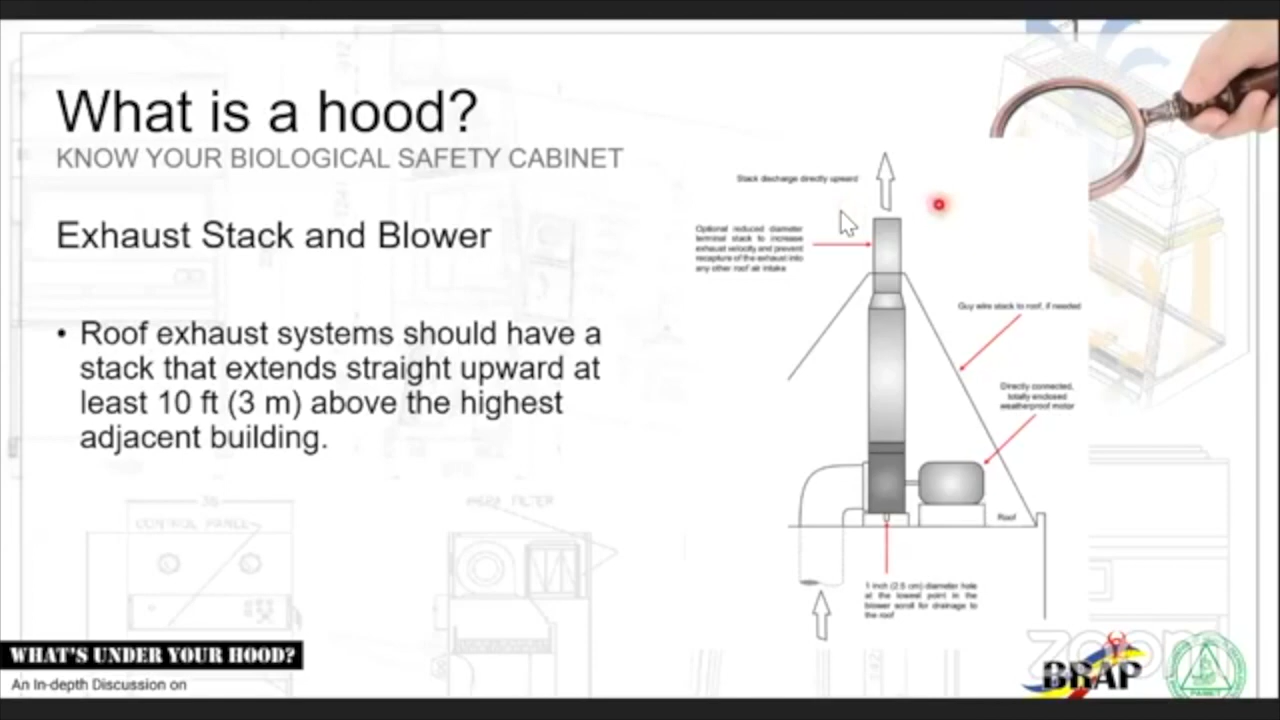 What is a hood?
KNOW YOUR BIOLOGICAL SAFETY CABINET
Exhaust Stack and Blower
• Roof exhaust systems should have a
stack that extends straight upward at
least 10 ft (3 m) above the highest
adjacent building.
Stack discharge directly upward
Optional reduced diameter
terminal stack to increase
exhaust velocity and prevent
recapture of the exhaust into
any other roof air intake
Guy wire stack to roof, if needed
Directly connected,
totally enclosed
weatherproof motor
Roof
1 inch (2.5 cm) diameter hole
at the lowest point in the
blower scroll for drainage to
the roof
CONTROL PANEL
WHAT'S UNDER YOUR HOOD?
An In-depth Discussion on
zoom
BRAP
PAMET